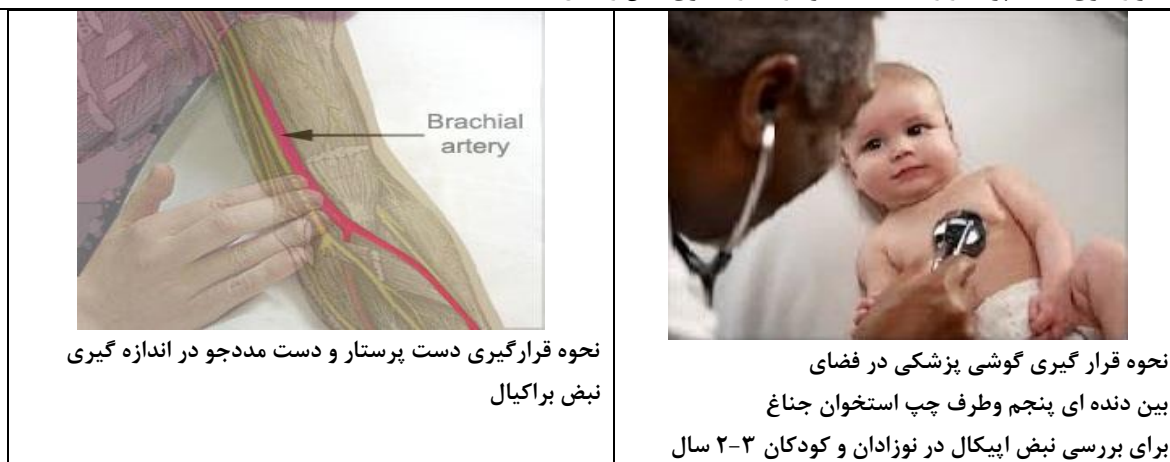 Brachial
artery
نحوه قرار گیری گوشی پزشکی در فضای
بین دنده ای پنجم وطرف چپ استخوان جناغ
برای بررسی نبض اپیکال در نوزادان و کودکان ۳-۲ سال
نحوه قرارگیری دست پرستار و دست مددجو در اندازه گیری
نبض براکیال